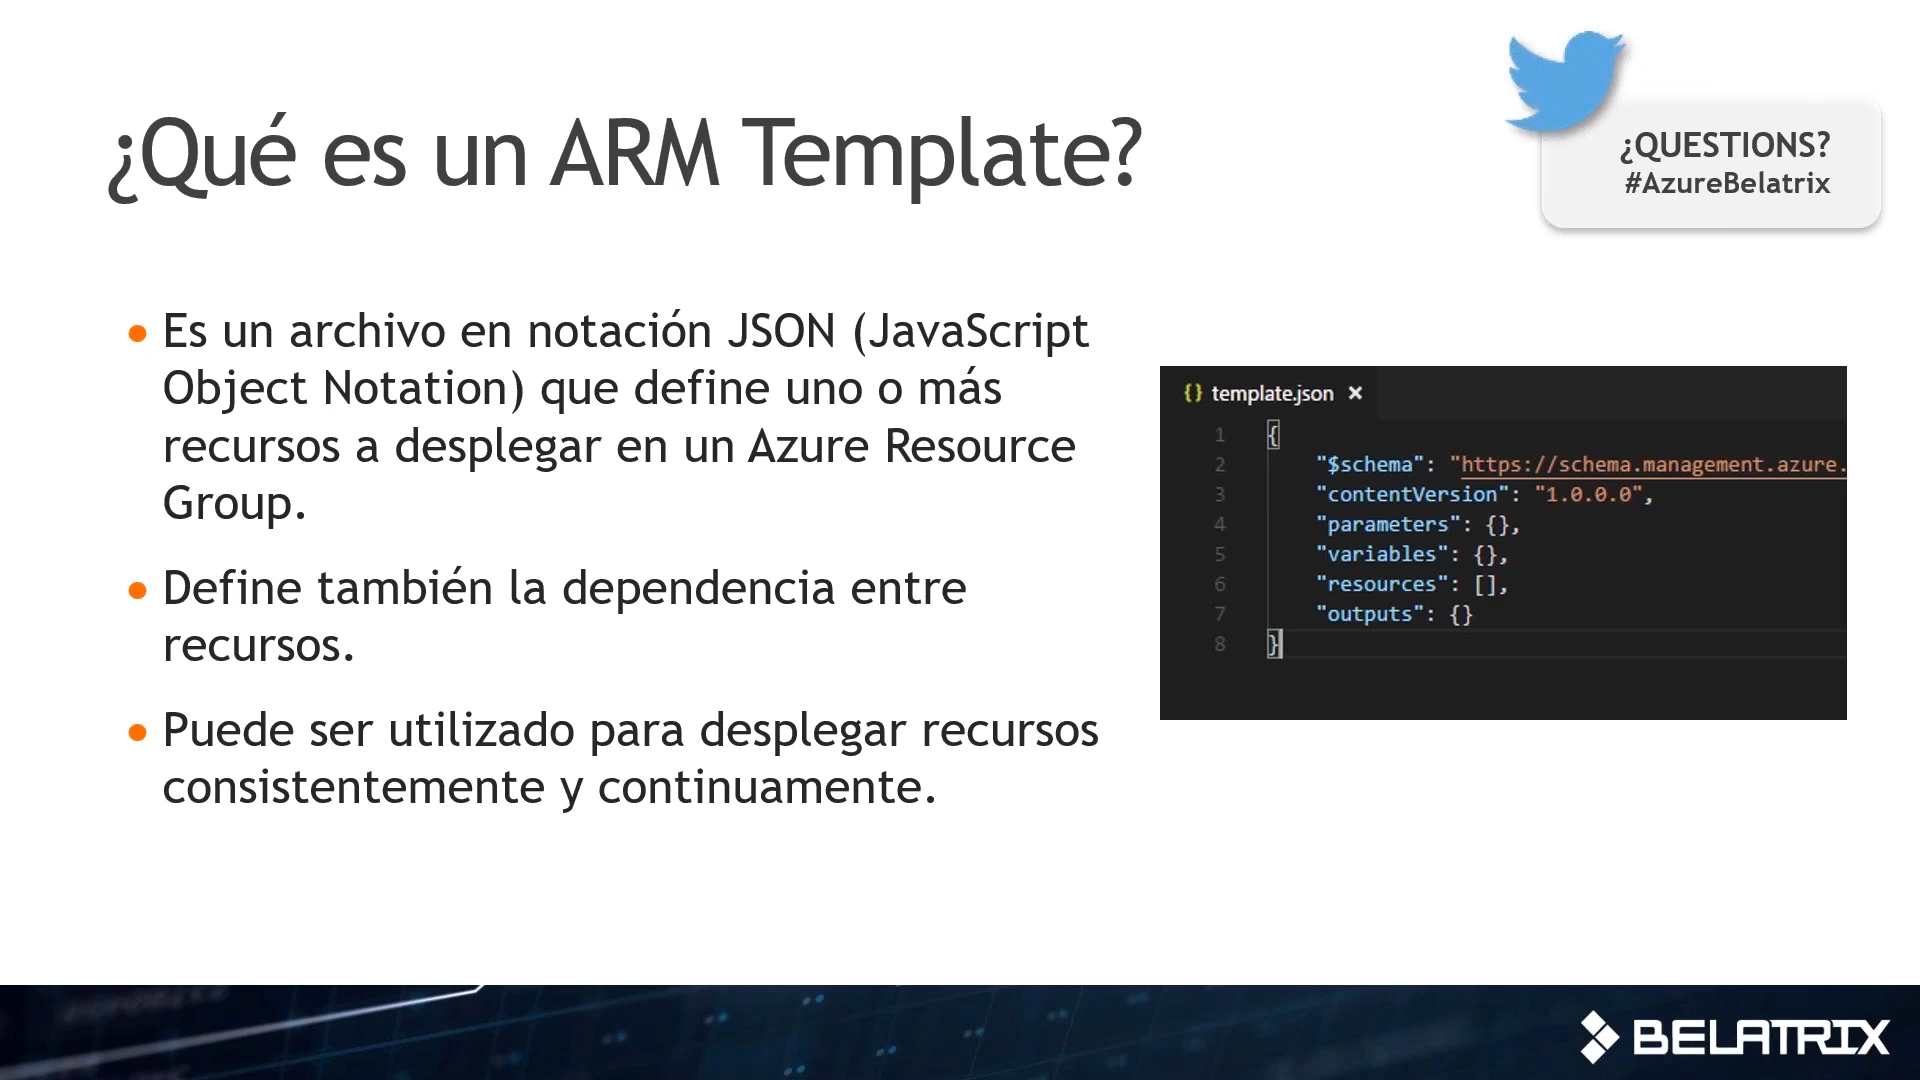 ¿Qué es un ARM Template?
¿QUESTIONS?
#AzureBelatrix
Es un archivo en notación JSON (JavaScript
Object Notation) que define uno o más
recursos a desplegar en un Azure Resource
Group.
Define también la dependencia entre
recursos.
Puede ser utilizado para desplegar recursos
consistentemente y continuamente.
{} template.json ×
1 {
2 "$schema": "https://schema.management.azure.
3 "contentVersion": "1.0.0.0",
4 "parameters": {},
5 "variables": {},
6 "resources": [],
7 "outputs": {}
8 }
BELATRIX